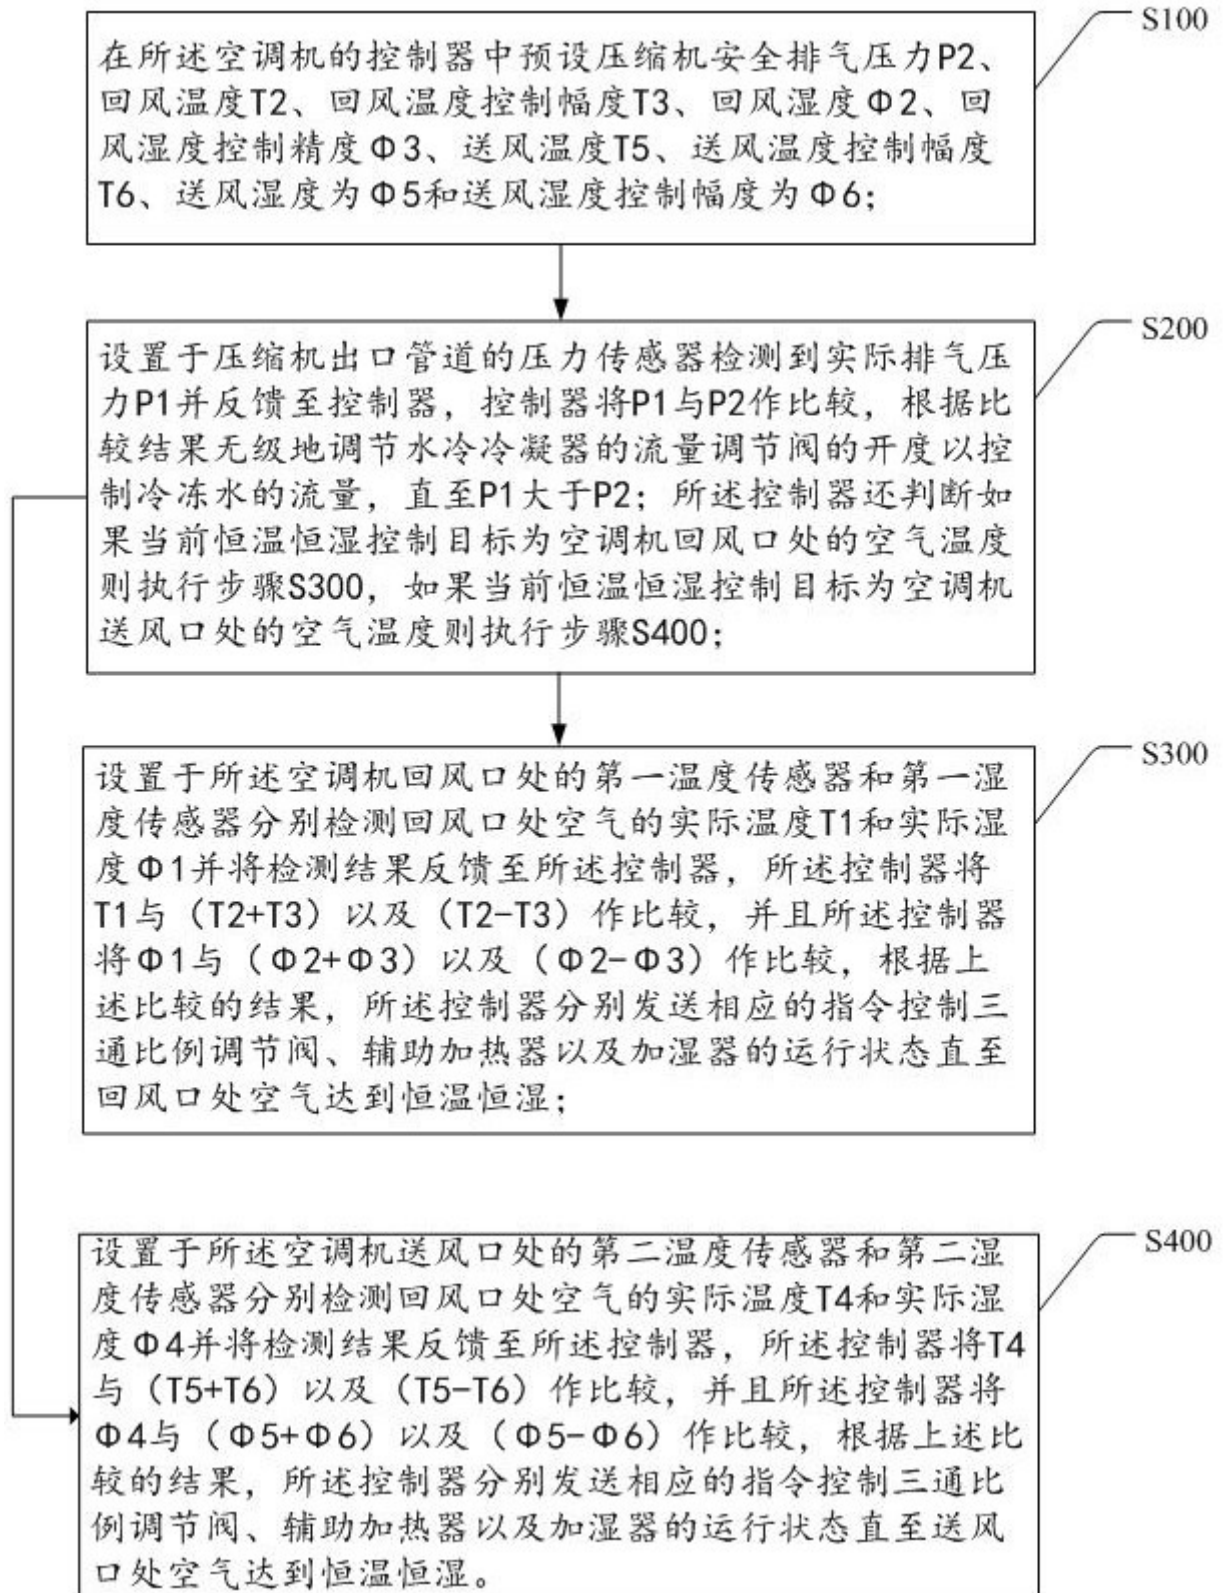 S100
在所述空调机的控制器中预设压缩机安全排气压力P2、
回风温度T2、回风温度控制幅度T3、回风湿度Φ2、回
风湿度控制精度Φ3、送风温度T5、送风温度控制幅度
T6、送风湿度为Φ5和送风湿度控制幅度为Φ6;
S200
设置于压缩机出口管道的压力传感器检测到实际排气压
力P1并反馈至控制器，控制器将P1与P2作比较，根据比
较结果无级地调节水冷冷凝器的流量调节阀的开度以控
制冷冻水的流量，直至P1大于P2；所述控制器还判断如
果当前恒温恒湿控制目标为空调机回风口处的空气温度
则执行步骤S300，如果当前恒温恒湿控制目标为空调机
送风口处的空气温度则执行步骤S400;
S300
设置于所述空调机回风口处的第一温度传感器和第一湿
度传感器分别检测回风口处空气的实际温度T1和实际湿
度Φ1并将检测结果反馈至所述控制器，所述控制器将
T1与（T2+T3）以及（T2-T3）作比较，并且所述控制器
将Φ1与（Φ2+Φ3）以及（Φ2-Φ3）作比较，根据上
述比较的结果，所述控制器分别发送相应的指令控制三
通比例调节阀、辅助加热器以及加湿器的运行状态直至
回风口处空气达到恒温恒湿;
S400
设置于所述空调机送风口处的第二温度传感器和第二湿
度传感器分别检测回风口处空气的实际温度T4和实际湿
度Φ4并将检测结果反馈至所述控制器，所述控制器将T4
与（T5+T6）以及（T5-T6）作比较，并且所述控制器将
Φ4与（Φ5+Φ6）以及（Φ5-Φ6）作比较，根据上述比
较的结果，所述控制器分别发送相应的指令控制三通比
例调节阀、辅助加热器以及加湿器的运行状态直至送风
口处空气达到恒温恒湿。